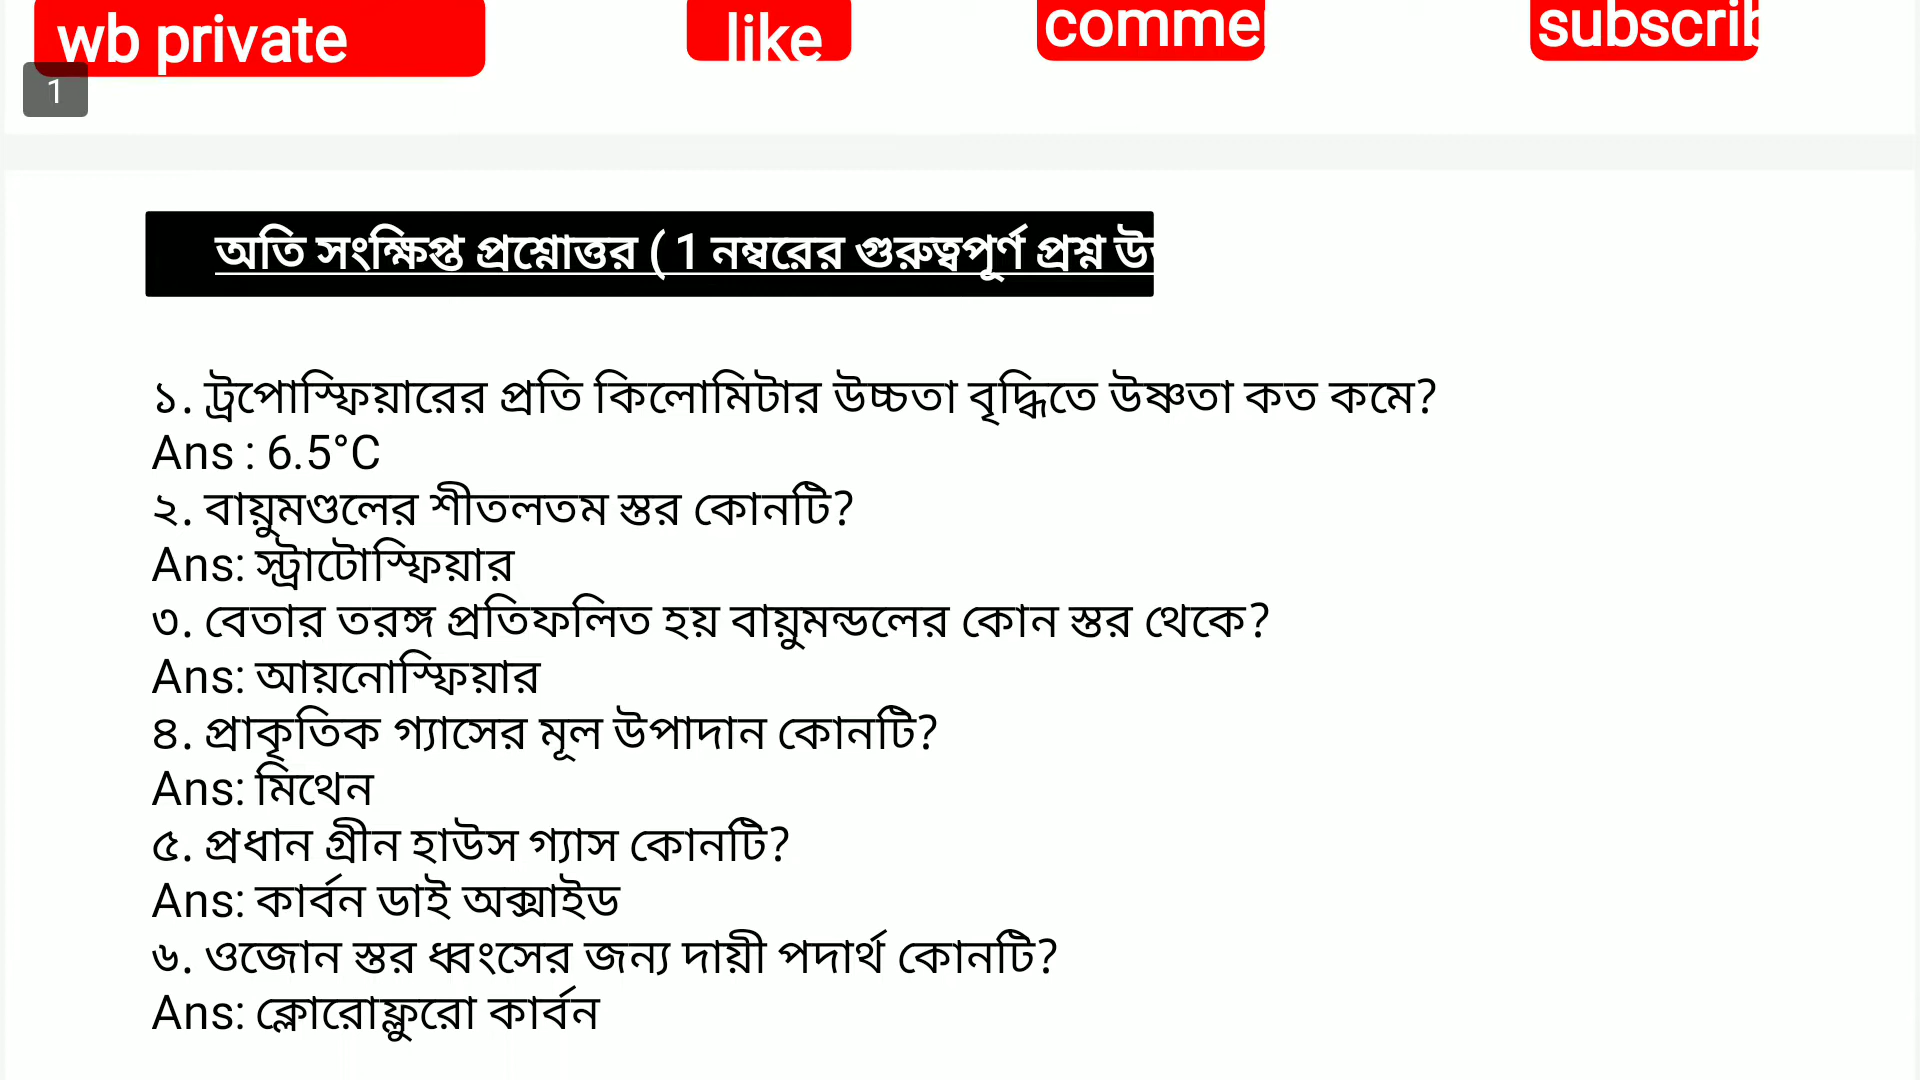 wb private
like
comme
subscrib
1
অতি সংক্ষিপ্ত প্রশ্নোত্তর ( 1 নম্বরের গুরুত্বপূর্ণ প্রশ্ন
১. ট্রপোস্ফিয়ারের প্রতি কিলোমিটার উচ্চতা বৃদ্ধিতে উষ্ণতা কত কমে?
Ans : 6.5°C
২. বায়ুমণ্ডলের শীতলতম স্তর কোনটি?
Ans: স্ট্রাটোস্ফিয়ার
৩. বেতার তরঙ্গ প্রতিফলিত হয় বায়ুমন্ডলের কোন স্তর থেকে?
Ans: আয়নোস্ফিয়ার
৪. প্রাকৃতিক গ্যাসের মূল উপাদান কোনটি?
Ans: মিথেন
৫. প্রধান গ্রীন হাউস গ্যাস কোনটি?
Ans: কার্বন ডাই অক্সাইড
৬. ওজোন স্তর ধ্বংসের জন্য দায়ী পদার্থ কোনটি?
Ans: ক্লোরোফ্লুরো কার্বন